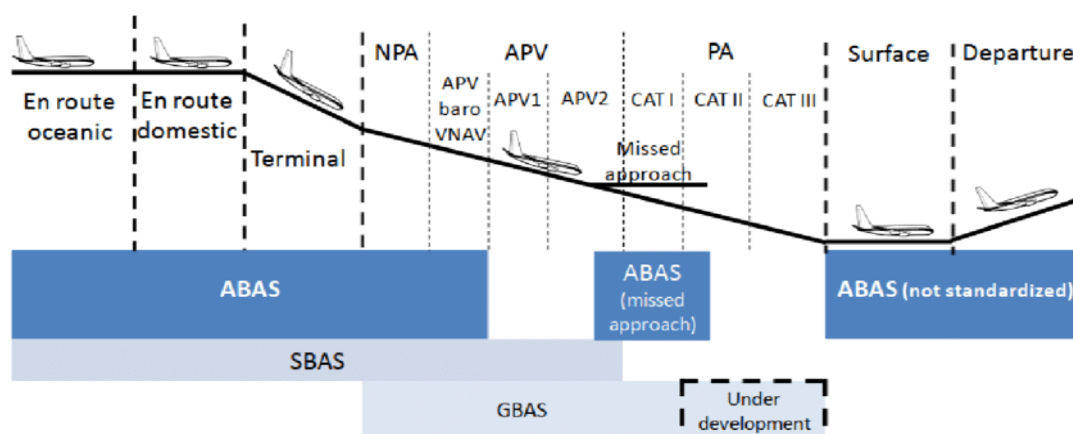 NPA
APV
PA
Surface
Departure
En route
oceanic
En route
domestic
Terminal
APV
baro
VNAV
APV1
APV2
CAT I
CAT II
CAT III
Missed
approach
ABAS
ABAS
(missed
approach)
ABAS (not standardized)
SBAS
GBAS
Under
development